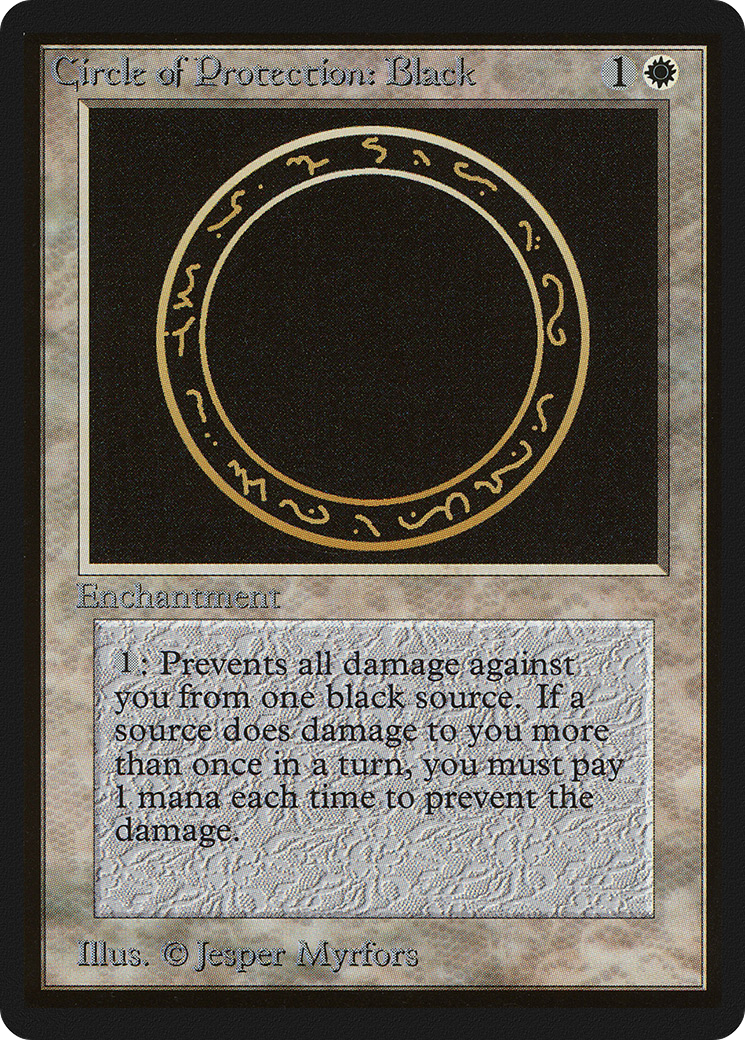 Circle of Protection: Black 1
Enchantment
1: Prevents all damage against
you from one black source. If a
source does damage to you more
than once in a turn, you must pay
1 mana each time to prevent the
damage.
Illus. © Jesper Myrfors